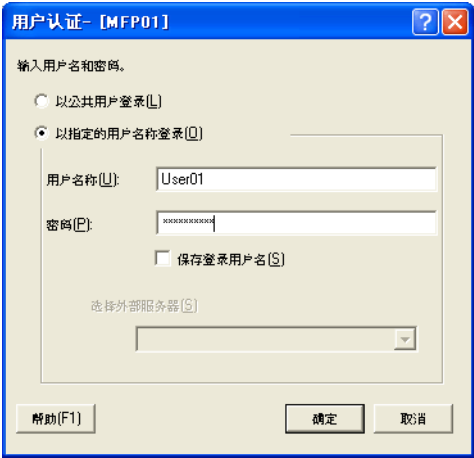 用户认证- [MFP01]
输入用户名和密码。
以公共用户登录(L)
以指定的用户名称登录(O)
用户名称(U):
User01
密码(P):
**********
保存登录用户名(S)
选择外部服务器(S)
帮助(F1)
确定
取消